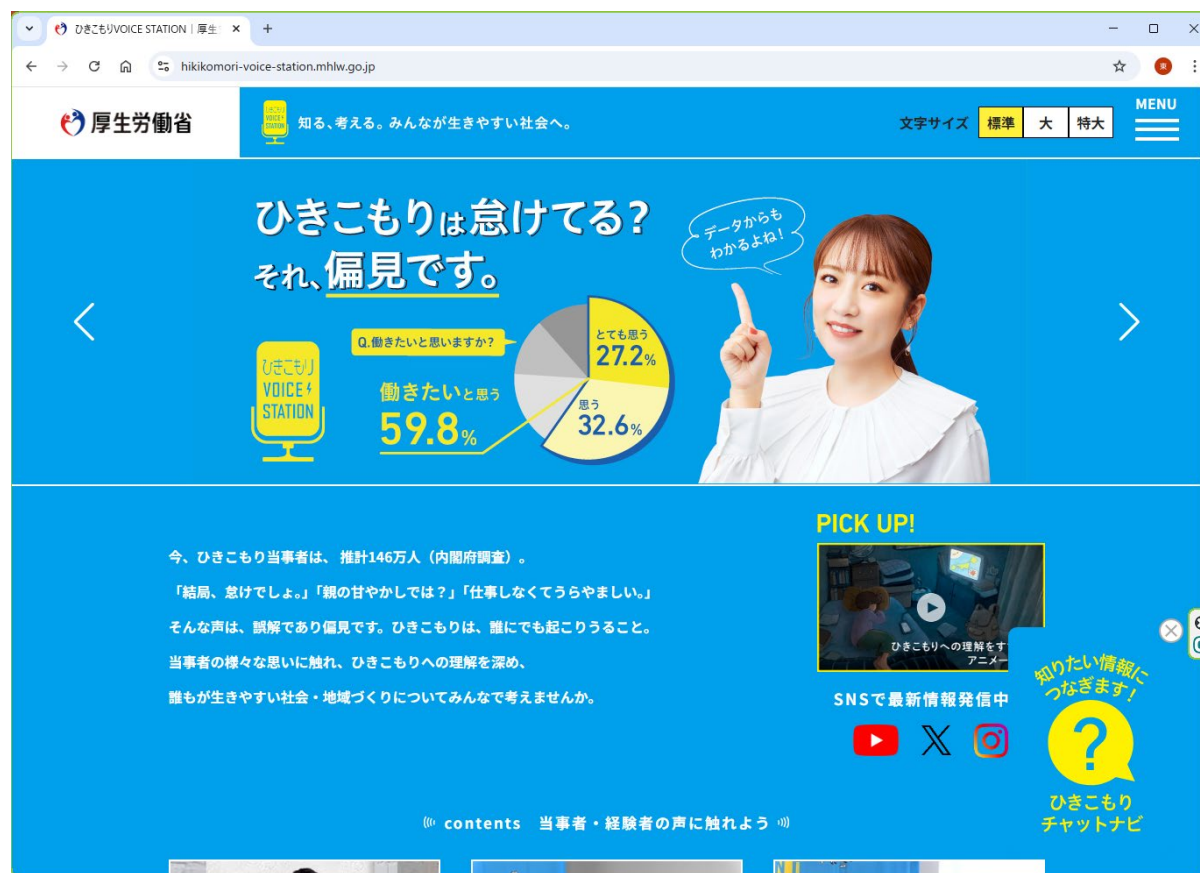 ひきこもりVOICE STATION｜厚生
hikikomori-voice-station.mhlw.go.jp
厚生労働省
ひきこもり
VOICE
STATION
知る、考える。みんなが生きやすい社会へ。
文字サイズ 標準 大 特大
MENU
ひきこもりは怠けてる？
それ、偏見です。
データからも
わかるよね！
Q.働きたいと思いますか？
とても思う
27.2%
思う
32.6%
働きたいと思う
59.8%
ひきこもり
VOICE
STATION
PICK UP!
今、ひきこもり当事者は、推計146万人（内閣府調査）。
「結局、怠けでしょ。」「親の甘やかしでは？」「仕事しなくてうらやましい。」
そんな声は、誤解であり偏見です。ひきこもりは、誰にでも起こりうること。
当事者の様々な思いに触れ、ひきこもりへの理解を深め、
誰もが生きやすい社会・地域づくりについてみんなで考えませんか。
ひきこもりへの理解をす
アニメー
SNSで最新情報発信中
知りたい情報に
つなぎます！
?
ひきこもり
チャットナビ
contents 当事者・経験者の声に触れよう